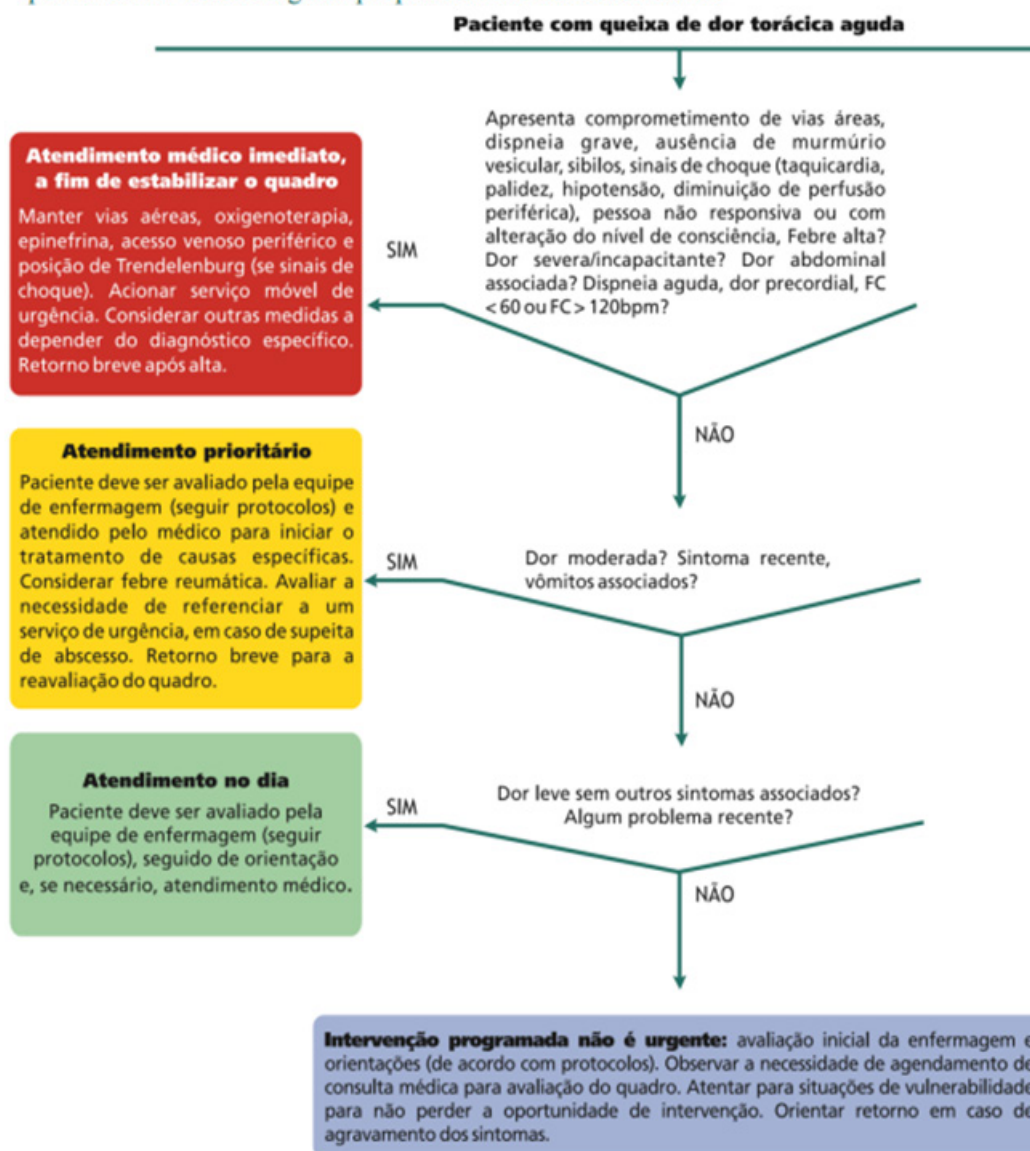 Paciente com queixa de dor torácica aguda
Apresenta comprometimento de vias áreas,
dispneia grave, ausência de murmúrio
vesicular, sibilos, sinais de choque (taquicardia,
palidez, hipotensão, diminuição de perfusão
periférica), pessoa não responsiva ou com
alteração do nível de consciência, Febre alta?
Dor severa/incapacitante? Dor abdominal
associada? Dispneia aguda, dor precordial, FC
< 60 ou FC > 120bpm?
SIM
Atendimento médico imediato,
a fim de estabilizar o quadro
Manter vias aéreas, oxigenoterapia,
epinefrina, acesso venoso periférico e
posição de Trendelenburg (se sinais de
choque). Acionar serviço móvel de
urgência. Considerar outras medidas a
depender do diagnóstico específico.
Retorno breve após alta.
NÃO
Dor moderada? Sintoma recente,
vômitos associados?
SIM
Atendimento prioritário
Paciente deve ser avaliado pela equipe
de enfermagem (seguir protocolos) e
atendido pelo médico para iniciar o
tratamento de causas específicas.
Considerar febre reumática. Avaliar a
necessidade de referenciar a um
serviço de urgência, em caso de supeita
de abscesso. Retorno breve para a
reavaliação do quadro.
NÃO
Dor leve sem outros sintomas associados?
Algum problema recente?
SIM
Atendimento no dia
Paciente deve ser avaliado pela
equipe de enfermagem (seguir
protocolos), seguido de orientação
e, se necessário, atendimento médico.
NÃO
Intervenção programada não é urgente: avaliação inicial da enfermagem e
orientações (de acordo com protocolos). Observar a necessidade de agendamento de
consulta médica para avaliação do quadro. Atentar para situações de vulnerabilidade
para não perder a oportunidade de intervenção. Orientar retorno em caso de
agravamento dos sintomas.